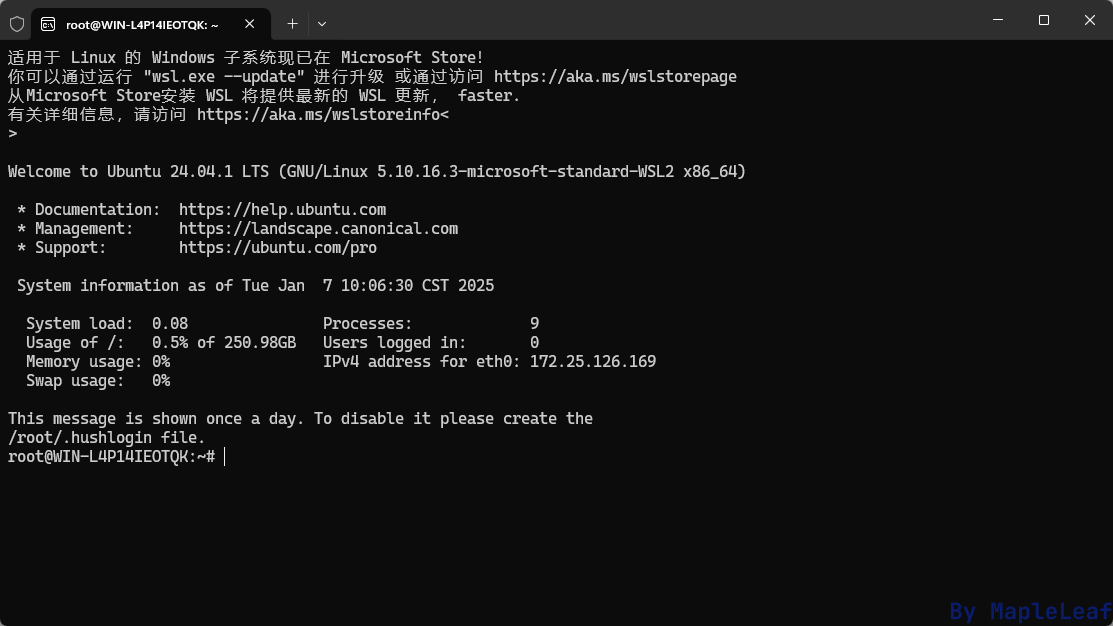 root@WIN-L4P14IEOTQK: ~
适用于 Linux 的 Windows 子系统现已在 Microsoft Store!
你可以通过运行 "wsl.exe --update" 进行升级 或通过访问 https://aka.ms/wslstorepage
从Microsoft Store安装 WSL 将提供最新的 WSL 更新， faster.
有关详细信息，请访问 https://aka.ms/wslstoreinfo<
>
Welcome to Ubuntu 24.04.1 LTS (GNU/Linux 5.10.16.3-microsoft-standard-WSL2 x86_64)
* Documentation:  https://help.ubuntu.com
* Management:     https://landscape.canonical.com
* Support:        https://ubuntu.com/pro
System information as of Tue Jan  7 10:06:30 CST 2025
System load:  0.08               Processes:             9
Usage of /:   0.5% of 250.98GB   Users logged in:       0
Memory usage: 0%                 IPv4 address for eth0: 172.25.126.169
Swap usage:   0%
This message is shown once a day. To disable it please create the
/root/.hushlogin file.
root@WIN-L4P14IEOTQK:~#
By MapleLeaf